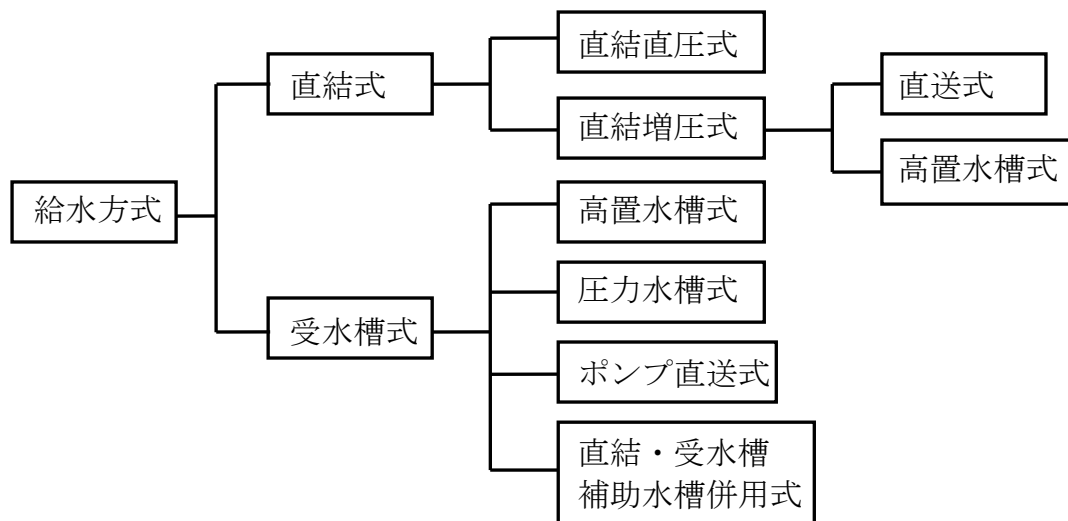 給水方式
直結式
直結直圧式
直結増圧式
直送式
高置水槽式
受水槽式
高置水槽式
圧力水槽式
ポンプ直送式
直結・受水槽
補助水槽併用式